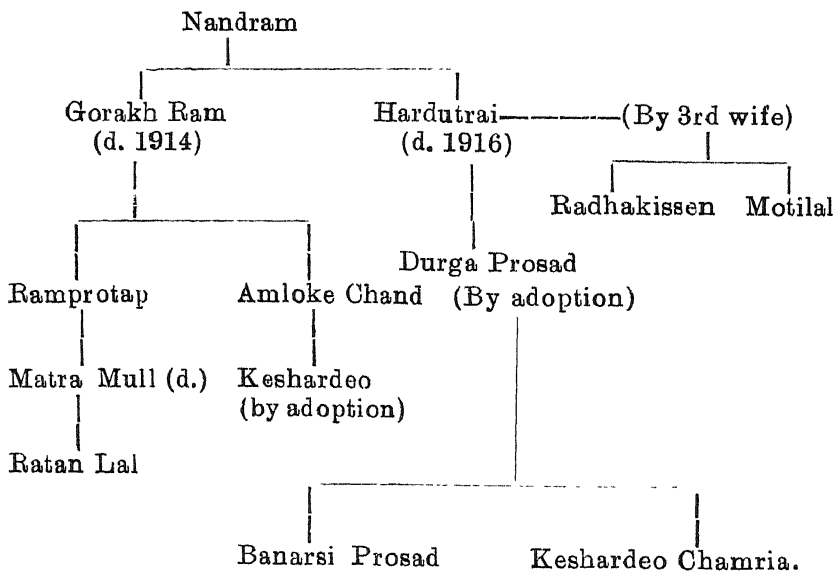 Nandram
Gorakh Ram Hardutrai (By 3rd wife)
(d. 1914) (d. 1916)
Radhakissen Motilal
Durga Prosad
Ramprotap Amloke Chand (By adoption)
Matra Mull (d.) Keshardeo
(by adoption)
Ratan Lal
Banarsi Prosad Keshardeo Chamria.